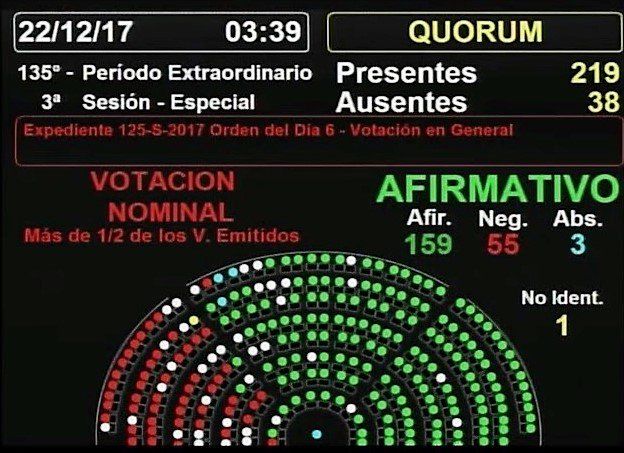 22/12/17 03:39
QUORUM
135º - Período Extraordinario
3ª Sesión - Especial
Presentes 219
Ausentes 38
Expediente 125-S-2017 Orden del Día 6 - Votación en General
VOTACION
NOMINAL
Más de 1/2 de los V. Emitidos
AFIRMATIVO
Afir. Neg. Abs.
159 55 3
No Ident.
1